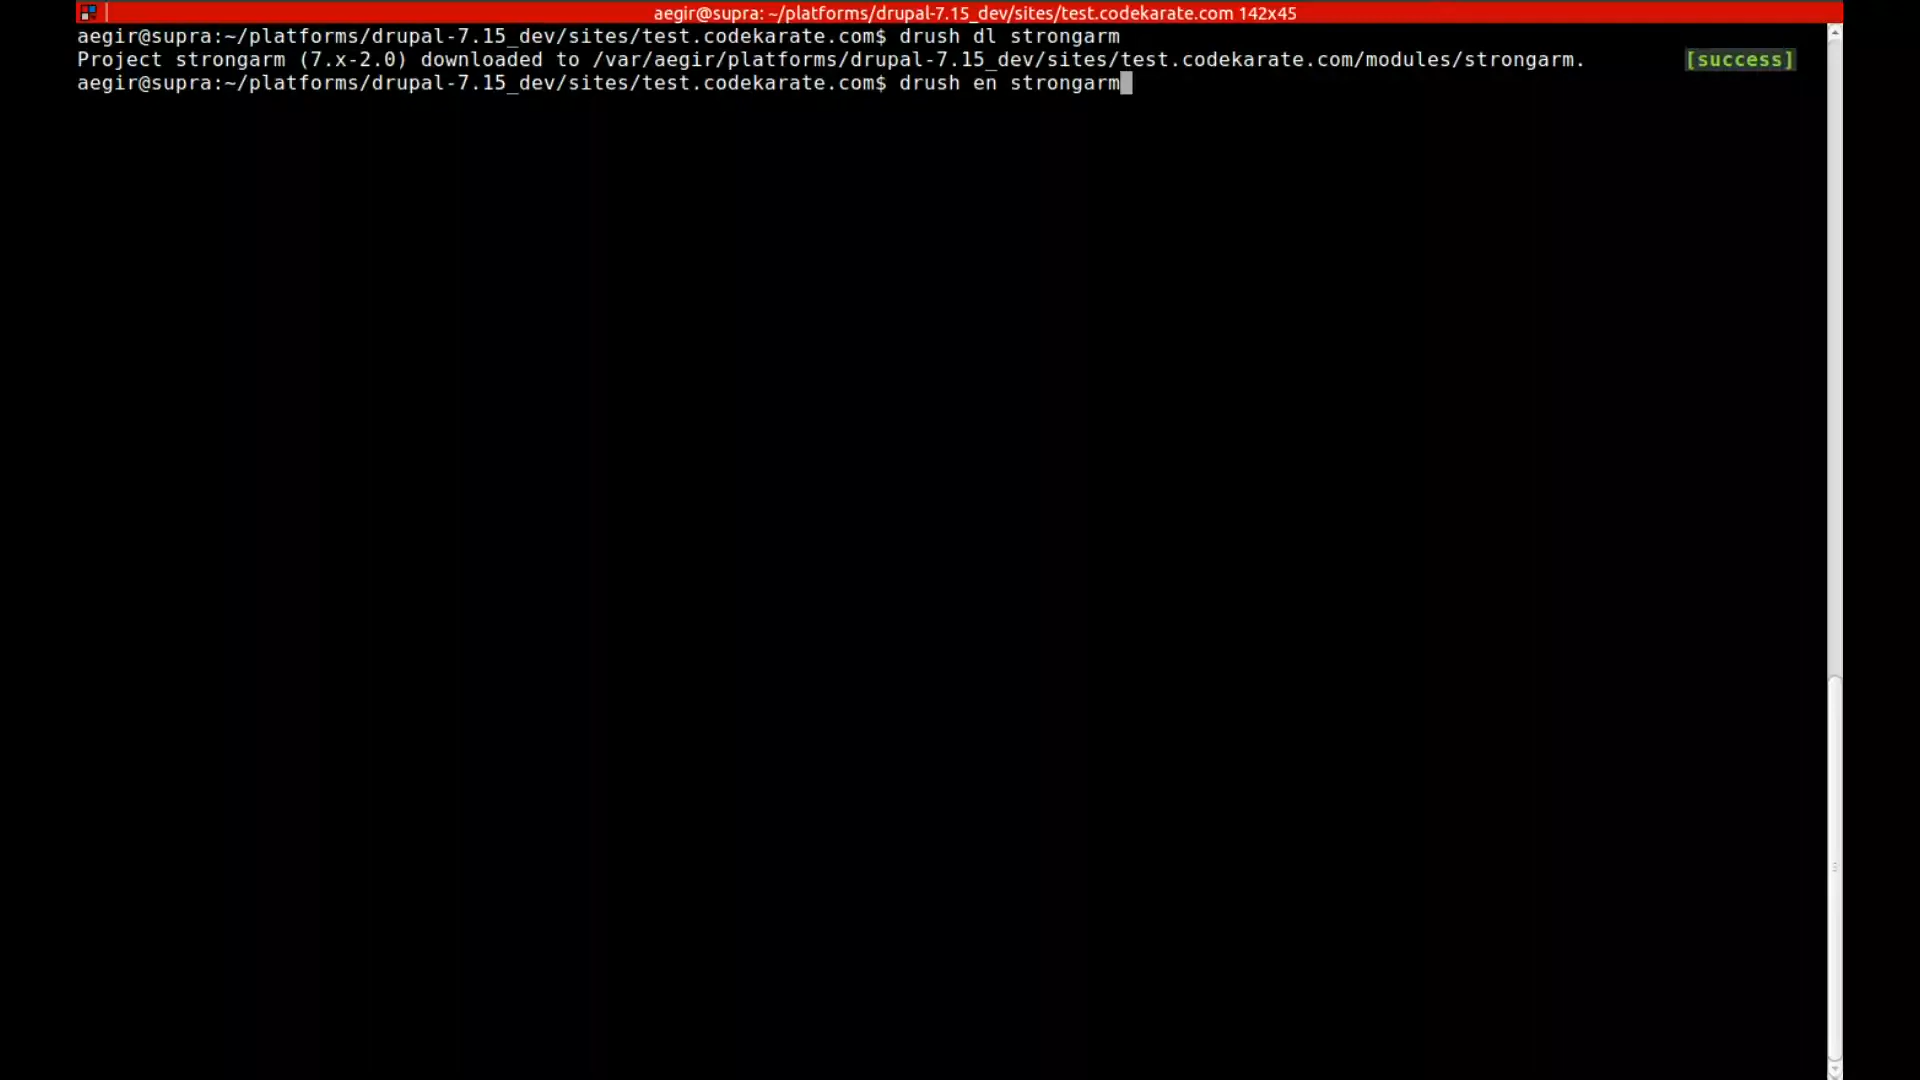 aegir@supra: ~/platforms/drupal-7.15_dev/sites/test.codekarate.com 142x45
aegir@supra:~/platforms/drupal-7.15_dev/sites/test.codekarate.com$ drush dl strongarm
Project strongarm (7.x-2.0) downloaded to /var/aegir/platforms/drupal-7.15_dev/sites/test.codekarate.com/modules/strongarm. [success]
aegir@supra:~/platforms/drupal-7.15_dev/sites/test.codekarate.com$ drush en strongarm